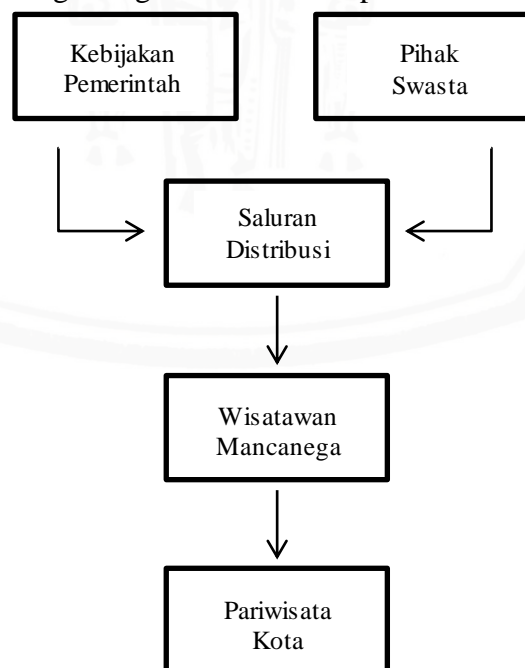 Kebijakan
Pemerintah
Pihak
Swasta
Saluran
Distribusi
Wisatawan
Mancanega
Pariwisata
Kota